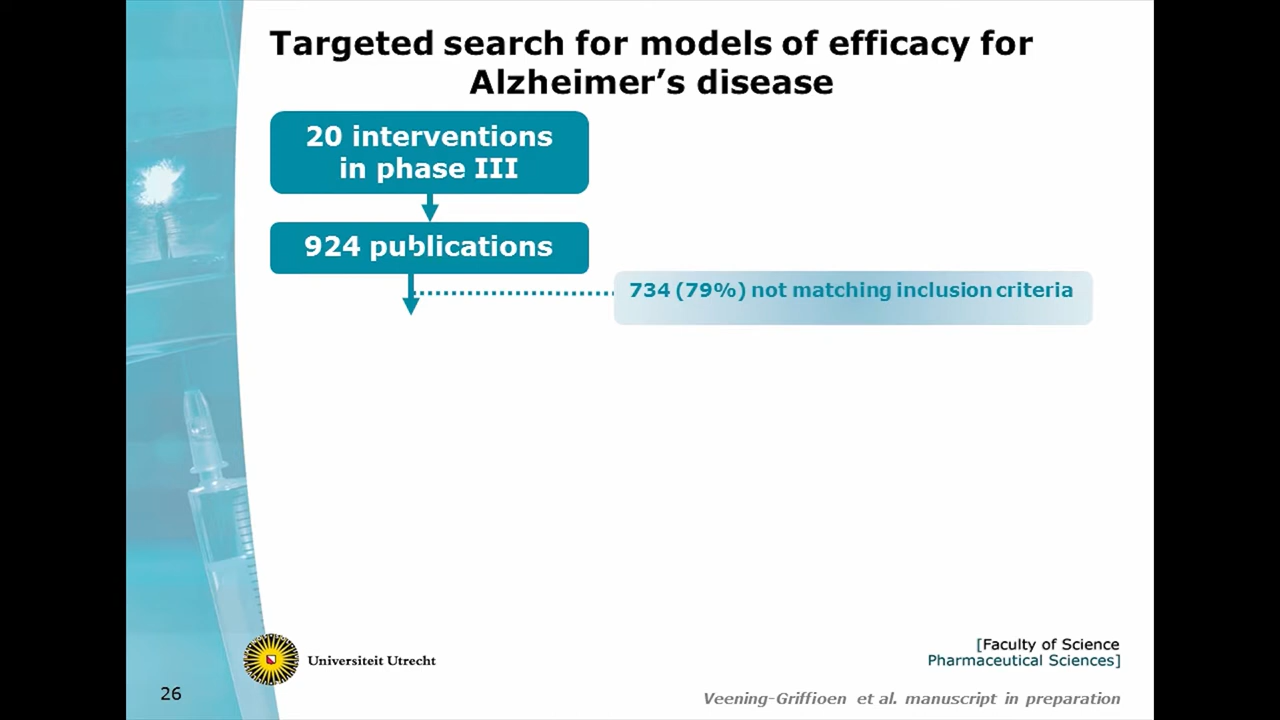 Targeted search for models of efficacy for
Alzheimer's disease
20 interventions
in phase III
924 publications
734 (79%) not matching inclusion criteria
Universiteit Utrecht
[Faculty of Science
Pharmaceutical Sciences]
26
Veening-Griffioen et al. manuscript in preparation